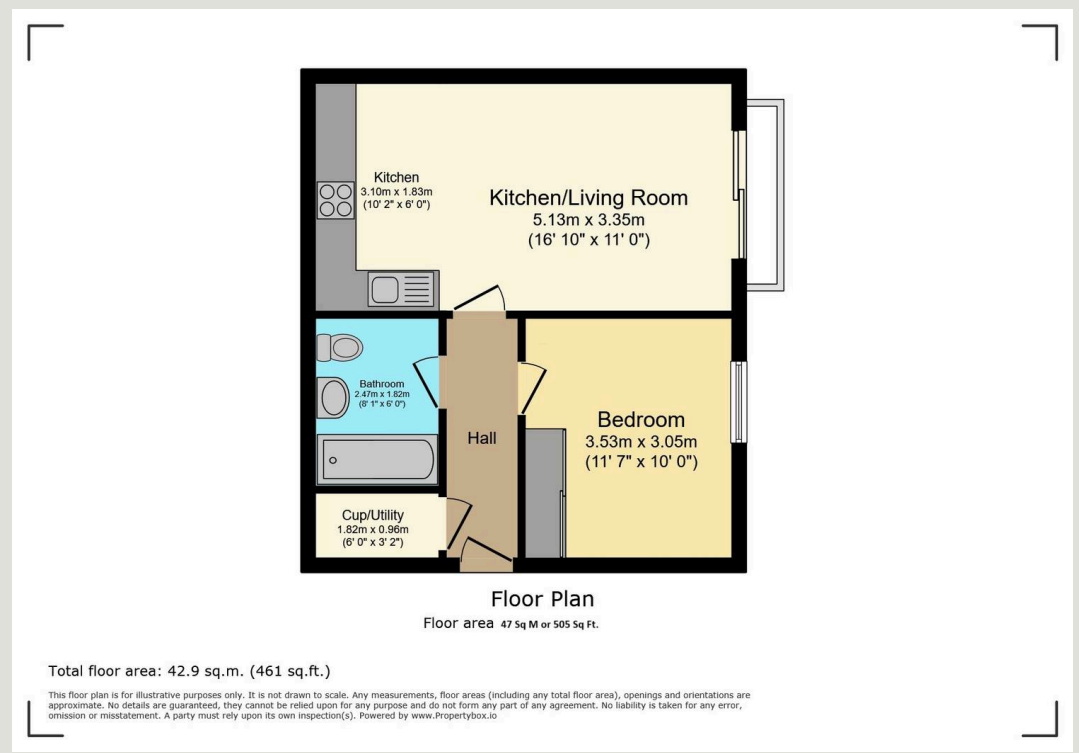 Kitchen
3.10m x 1.83m
(10' 2" x 6' 0")
Kitchen/Living Room
5.13m x 3.35m
(16' 10" x 11' 0")
Bathroom
2.47m x 1.82m
(8' 1" x 6' 0")
Hall
Bedroom
3.53m x 3.05m
(11' 7" x 10' 0")
Cup/Utility
1.82m x 0.96m
(6' 0" x 3' 2")
Floor Plan
Floor area 47 Sq M or 505 Sq Ft.
Total floor area: 42.9 sq.m. (461 sq.ft.)
This floor plan is for illustrative purposes only. It is not drawn to scale. Any measurements, floor areas (including any total floor area), openings and orientations are
approximate. No details are guaranteed, they cannot be relied upon for any purpose and do not form any part of any agreement. No liability is taken for any error,
omission or misstatement. A party must rely upon its own inspection(s). Powered by www.Propertybox.io